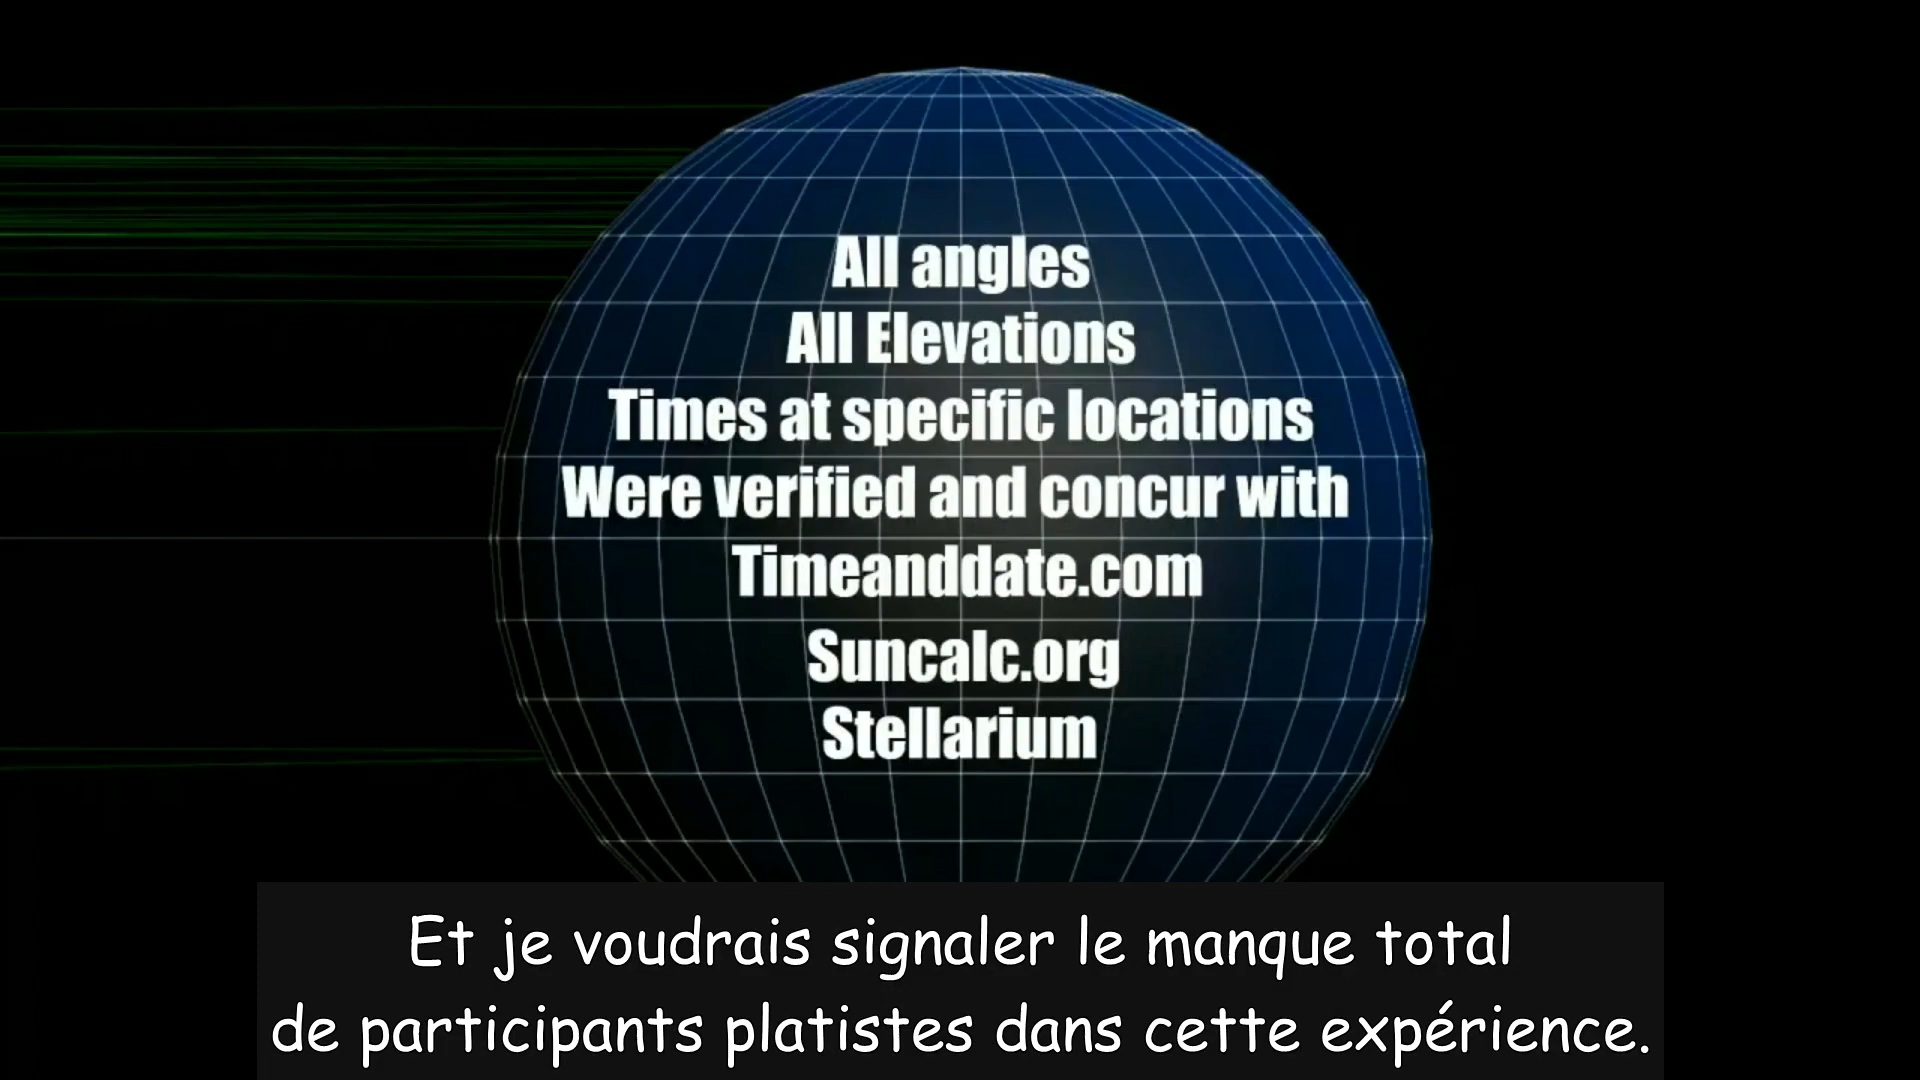 All angles
All Elevations
Times at specific locations
Were verified and concur with
Timeanddate.com
Suncalc.org
Stellarium
Et je voudrais signaler le manque total
de participants platistes dans cette expérience.